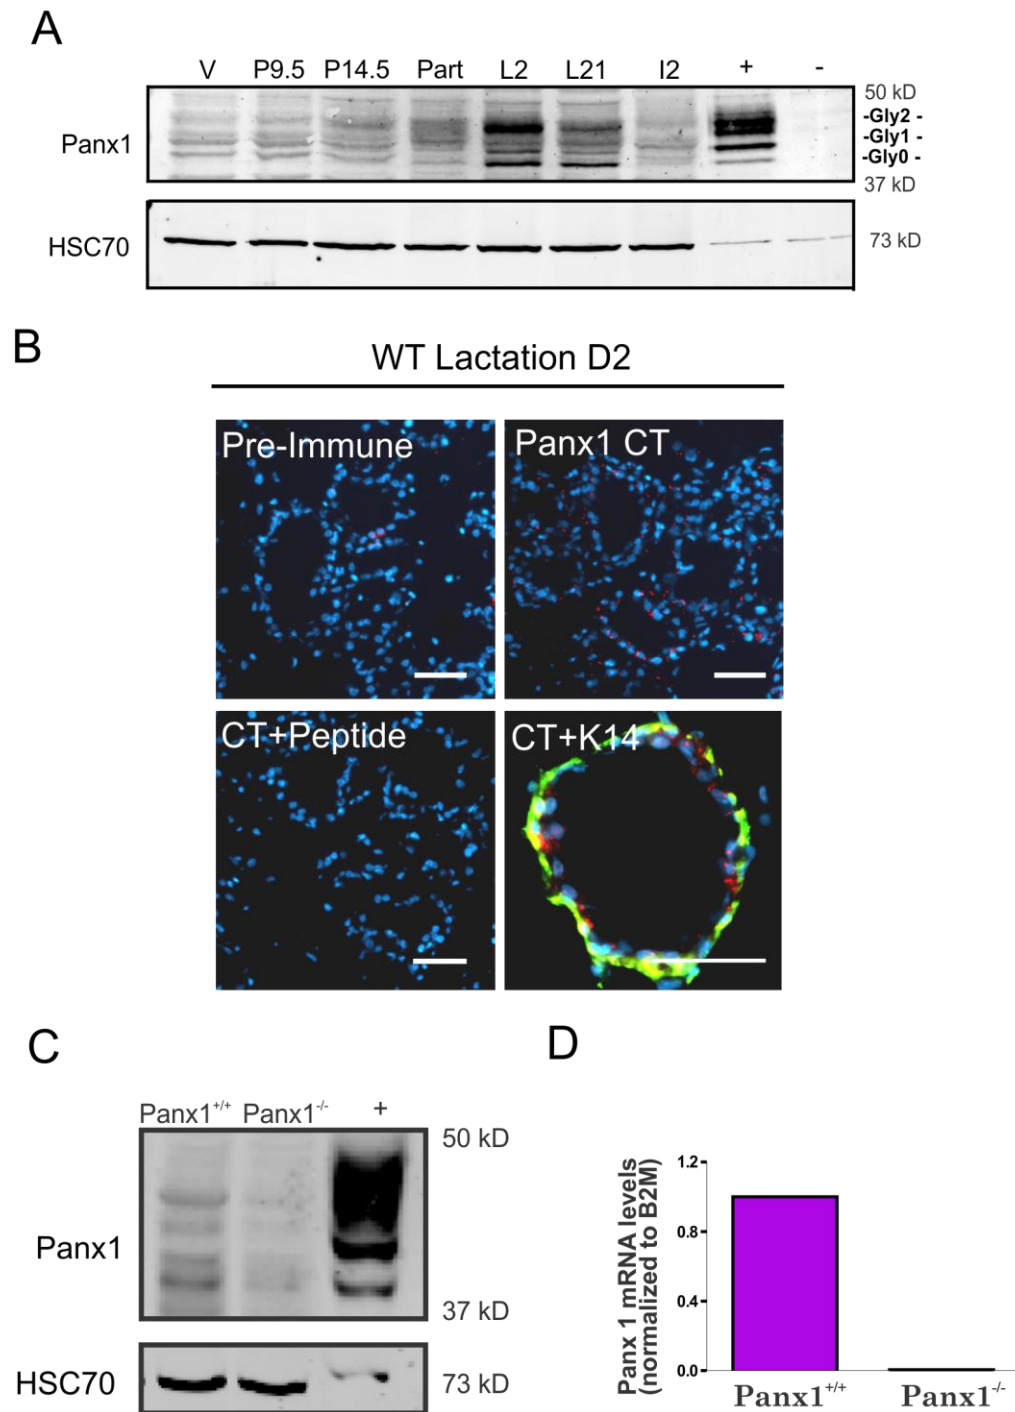 A
V P9.5 P14.5 Part L2 L21 I2 + -
50 kD
-Gly2 -
Panx1
-Gly1 -
-Gly0 -
37 kD
HSC70
73 kD
B
WT Lactation D2
Pre-Immune
Panx1 CT
CT+Peptide
CT+K14
C
Panx1+/+ Panx1-/- +
50 kD
Panx1
37 kD
HSC70
73 kD
D
Panx 1 mRNA levels
(normalized to B2M)
1.2
0.8
0.4
0.0
Panx1+/+ Panx1-/-